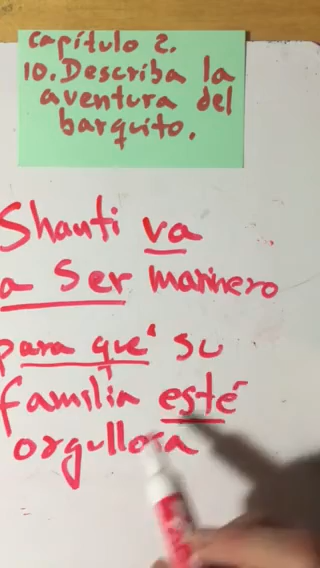 capítulo 2.
10. Describa la
aventura del
barquito.
Shanti va
a ser marinero
para que su
familia esté
orgullosa